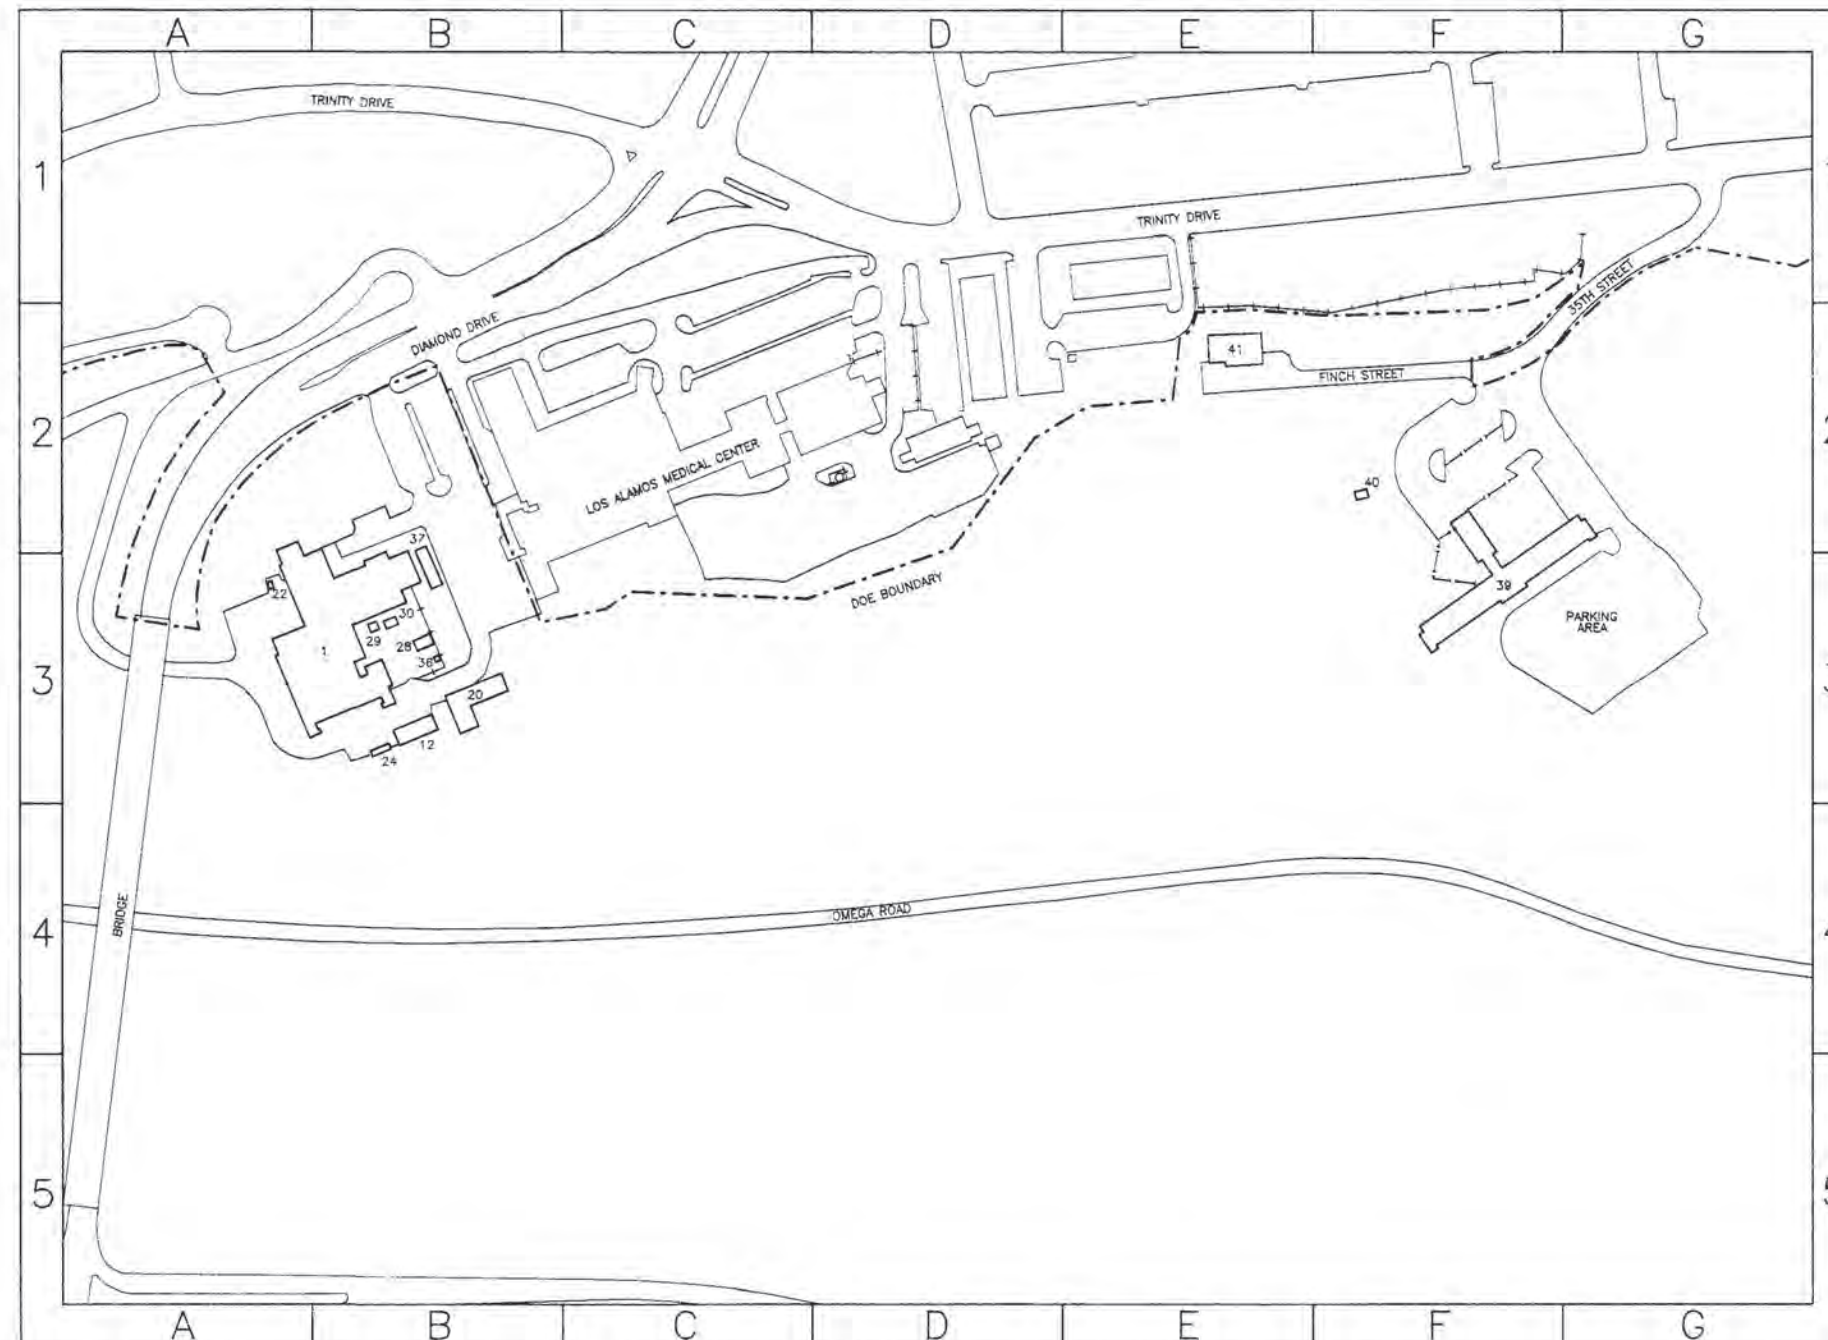 A B C D E F G
TRINITY DRIVE
1
TRINITY DRIVE
35TH STREET
DIAMOND DRIVE
41
FINCH STREET
2
LOS ALAMOS MEDICAL CENTER
40
37
22
DOE BOUNDARY
39
30
PARKING
AREA
29
28
1
36
3
20
12
24
BRIDGE
OMEGA ROAD
4
5
A B C D E F G